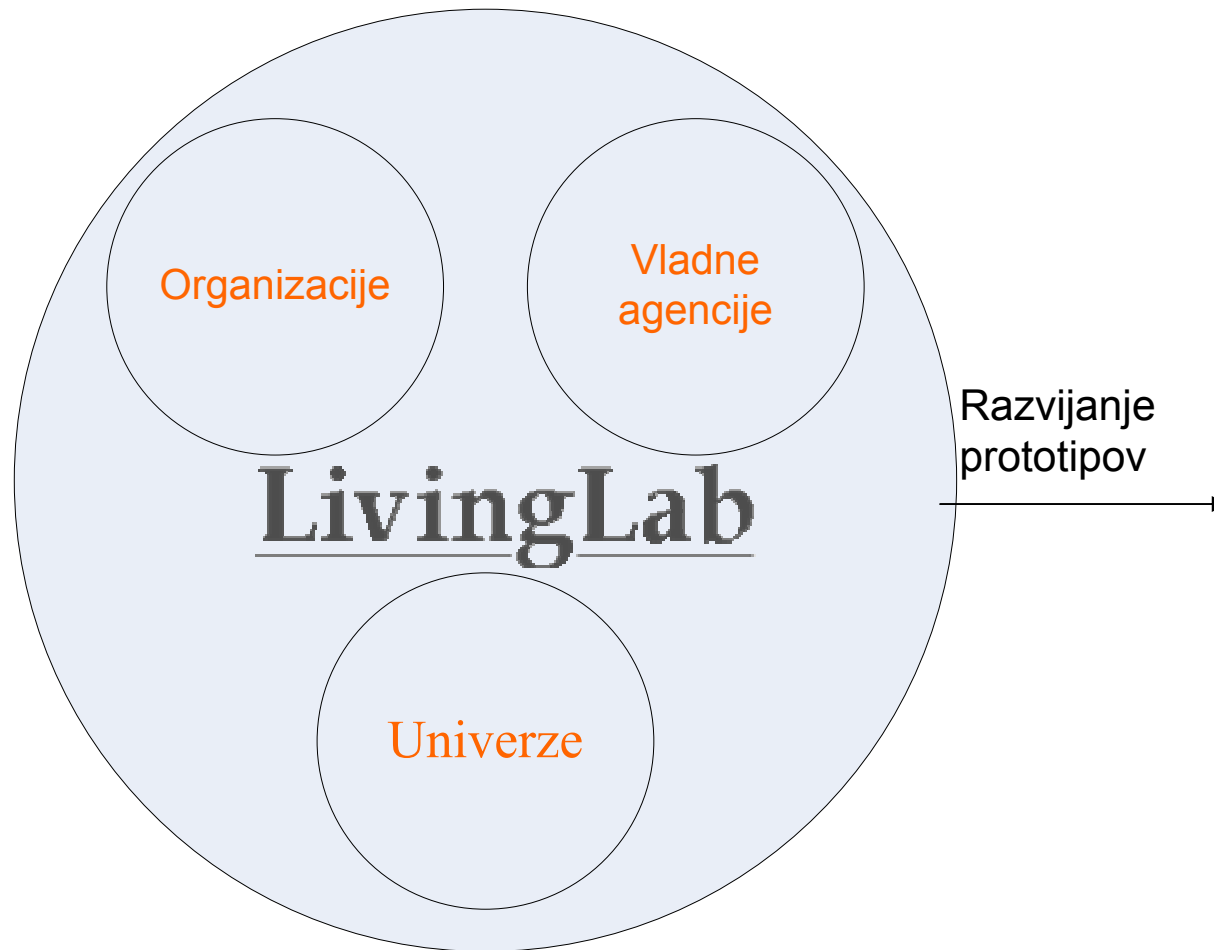 Organizacije
Vladne
agencije
Razvijanje
prototipov
LivingLab
Univerze